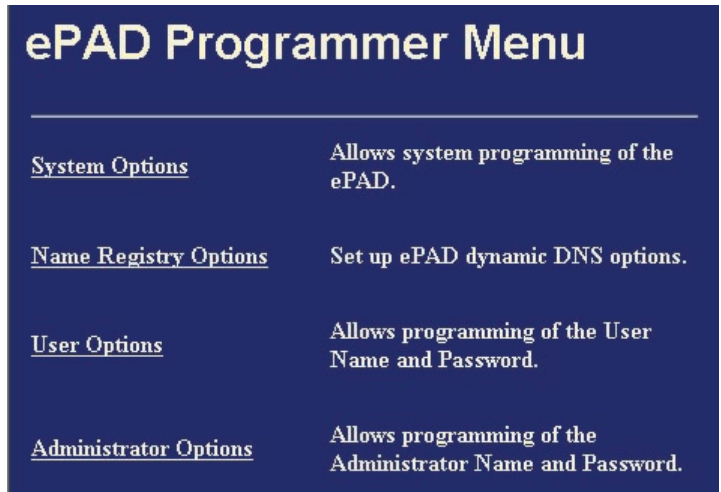 ePAD Programmer Menu
System Options
Allows system programming of the
ePAD.
Name Registry Options
Set up ePAD dynamic DNS options.
User Options
Allows programming of the User
Name and Password.
Administrator Options
Allows programming of the
Administrator Name and Password.